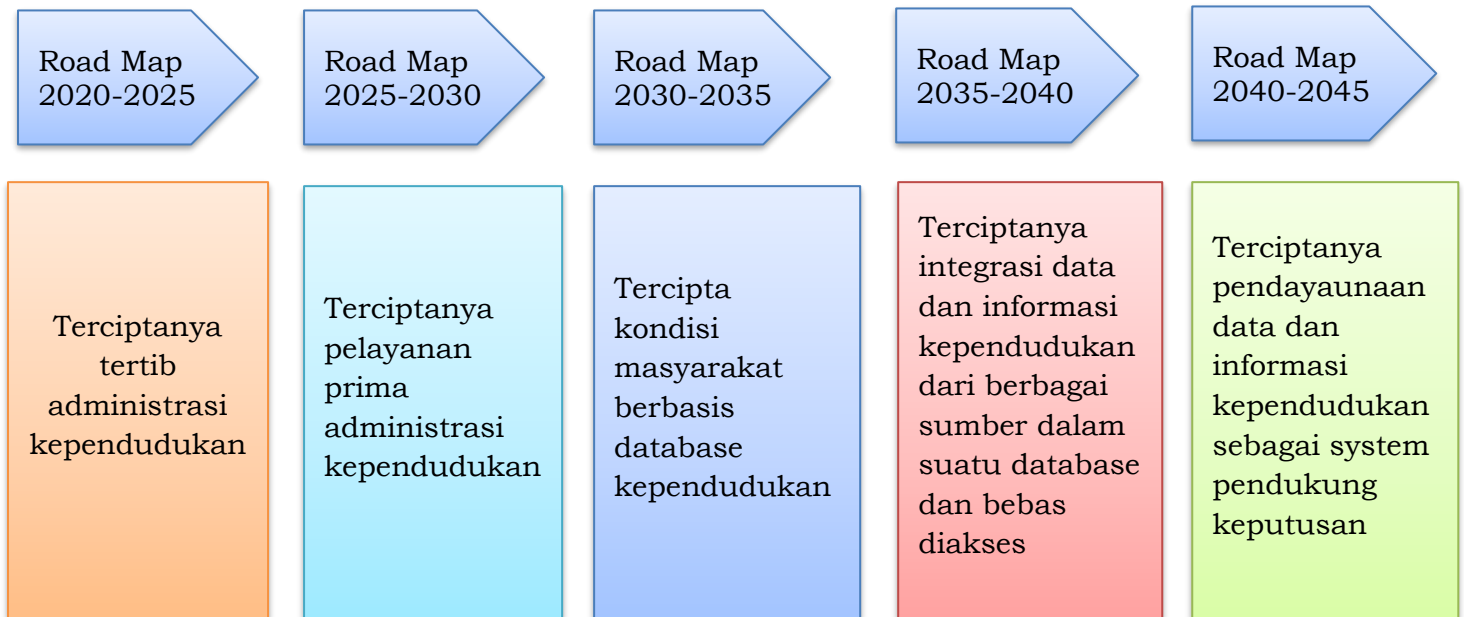 Road Map
2020-2025
Road Map
2025-2030
Road Map
2030-2035
Road Map
2035-2040
Road Map
2040-2045
Terciptanya
tertib
administrasi
kependudukan
Terciptanya
pelayanan
prima
administrasi
kependudukan
Tercipta
kondisi
masyarakat
berbasis
database
kependudukan
Terciptanya
integrasi data
dan informasi
kependudukan
dari berbagai
sumber dalam
suatu database
dan bebas
diakses
Terciptanya
pendayaunaan
data dan
informasi
kependudukan
sebagai system
pendukung
keputusan